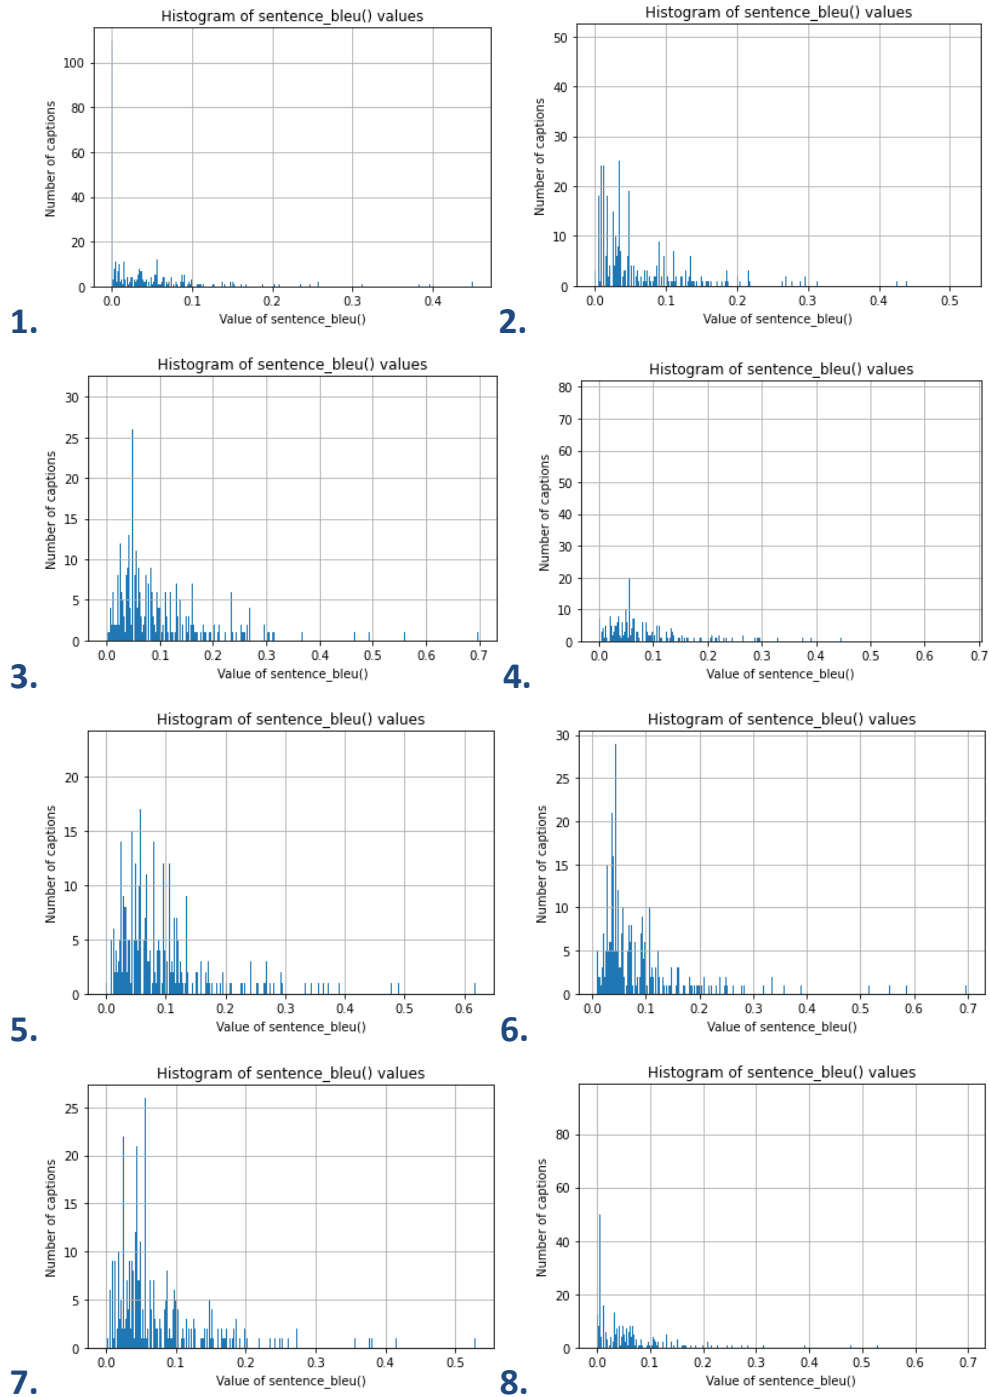 Histogram of sentence_bleu() values
Number of captions
100
80
60
40
20
0
0.0 0.1 0.2 0.3 0.4
Value of sentence_bleu()
1.
Histogram of sentence_bleu() values
Number of captions
50
40
30
20
10
0
0.0 0.1 0.2 0.3 0.4 0.5
Value of sentence_bleu()
2.
Histogram of sentence_bleu() values
Number of captions
30
25
20
15
10
5
0
0.0 0.1 0.2 0.3 0.4 0.5 0.6 0.7
Value of sentence_bleu()
3.
Histogram of sentence_bleu() values
Number of captions
80
70
60
50
40
30
20
10
0
0.0 0.1 0.2 0.3 0.4 0.5 0.6 0.7
Value of sentence_bleu()
4.
Histogram of sentence_bleu() values
Number of captions
20
15
10
5
0
0.0 0.1 0.2 0.3 0.4 0.5 0.6
Value of sentence_bleu()
5.
Histogram of sentence_bleu() values
Number of captions
30
25
20
15
10
5
0
0.0 0.1 0.2 0.3 0.4 0.5 0.6 0.7
Value of sentence_bleu()
6.
Histogram of sentence_bleu() values
Number of captions
25
20
15
10
5
0
0.0 0.1 0.2 0.3 0.4 0.5
Value of sentence_bleu()
7.
Histogram of sentence_bleu() values
Number of captions
80
60
40
20
0
0.0 0.1 0.2 0.3 0.4 0.5 0.6 0.7
Value of sentence_bleu()
8.